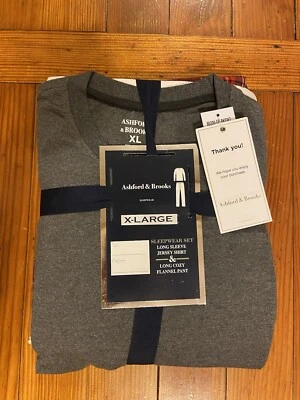 ASHFORD
& BROOKS
XL
Thank you!
We hope you enjoy
your purchase.
Ashford & Brooks
Ashford & Brooks
X-LARGE
SLEEPWEAR SET
LONG SLEEVE
JERSEY SHIRT
&
LONG COZY
FLANNEL PANT